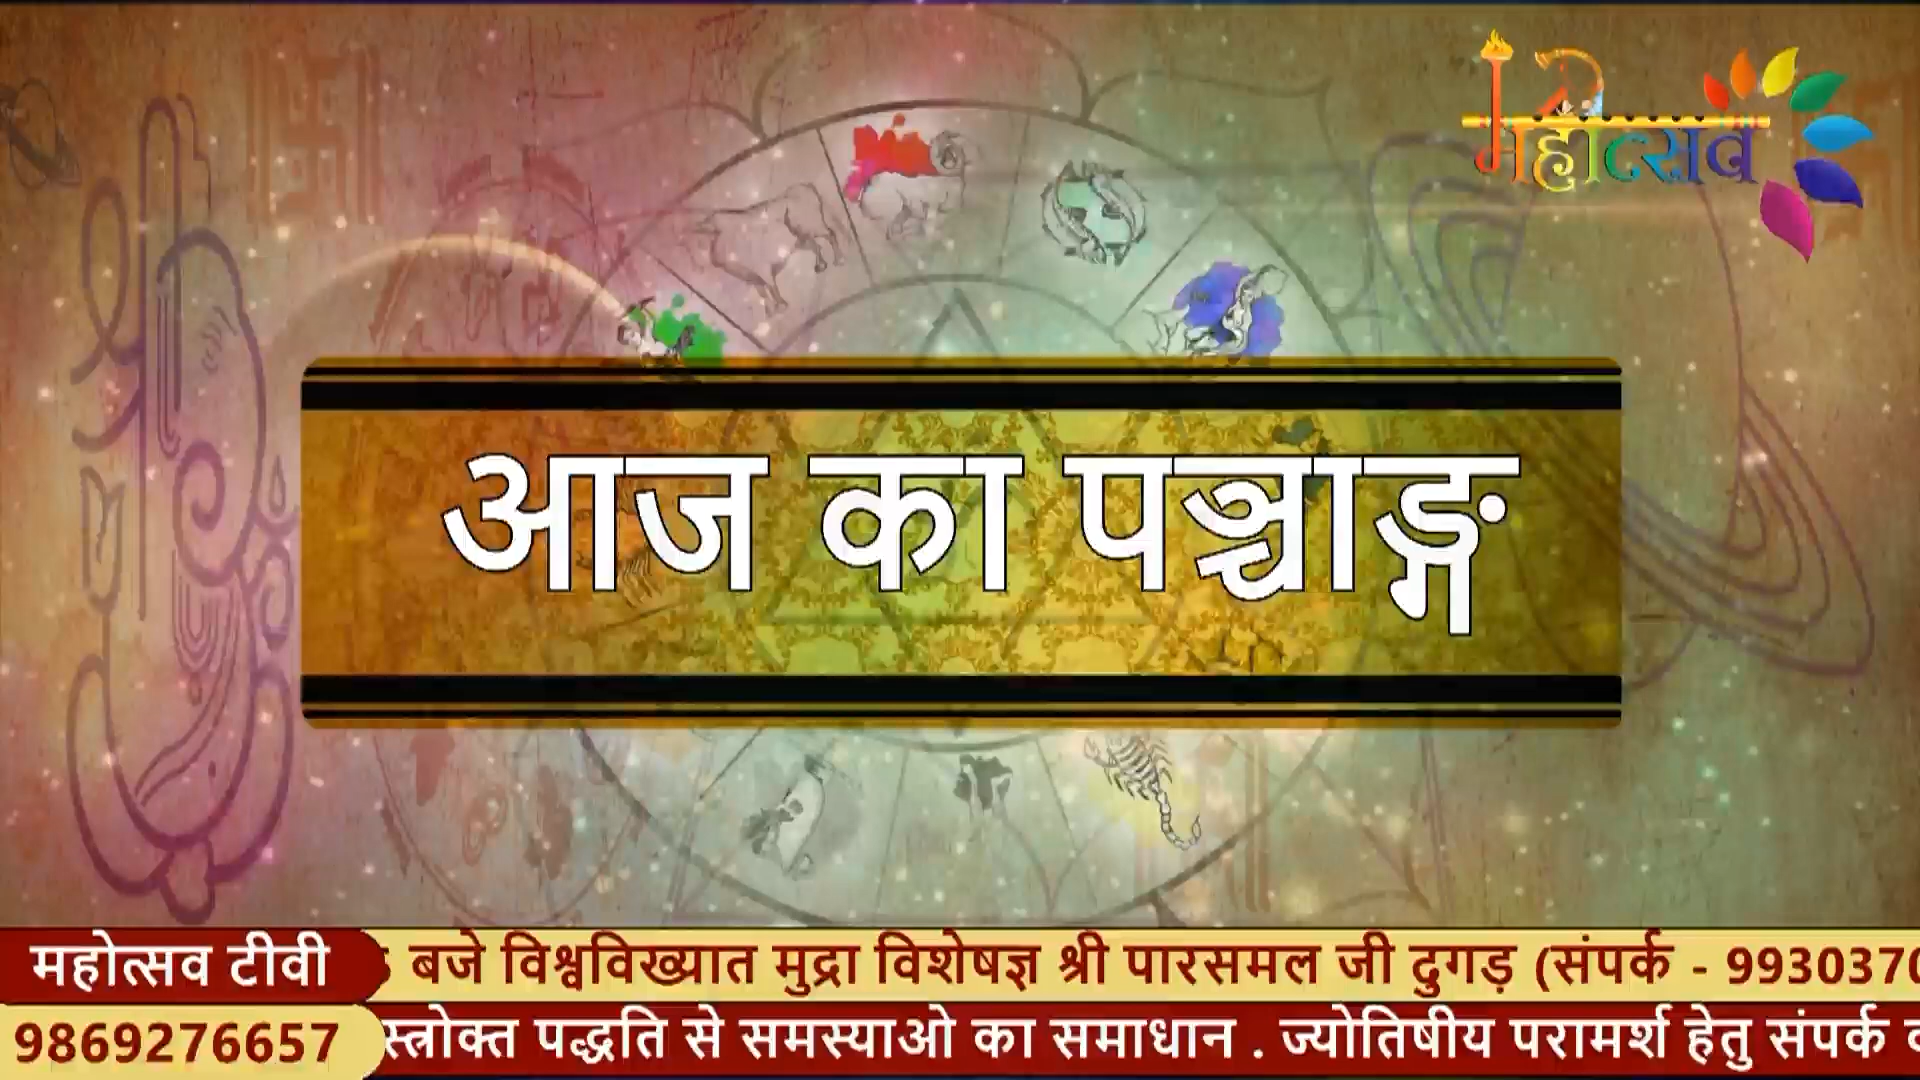 महोत्सव
आज का पञ्चाङ्ग
महोत्सव टीवी
बजे विश्वविख्यात मुद्रा विशेषज्ञ श्री पारसमल जी दुगड़ (संपर्क - 9930370
9869276657
स्त्रोक्त पद्धति से समस्याओ का समाधान . ज्योतिषीय परामर्श हेतु संपर्क